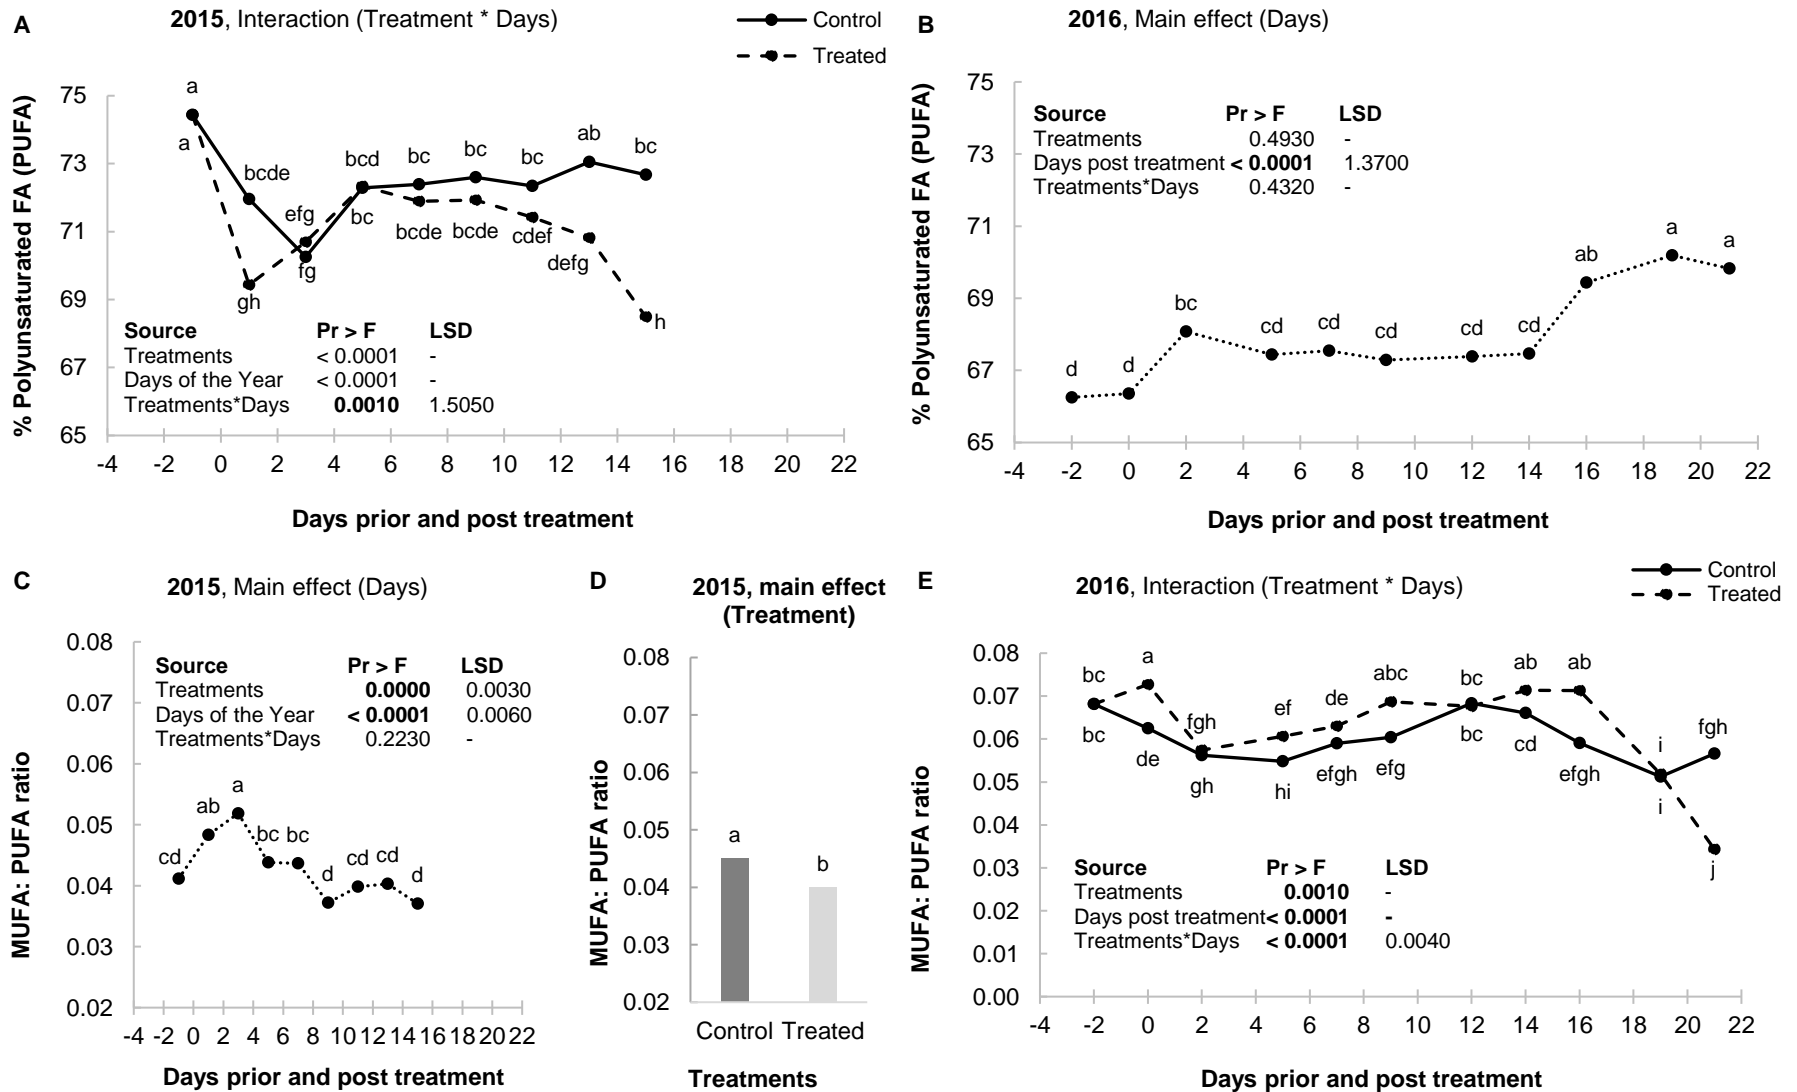 A
2015, Interaction (Treatment * Days)
Control
Treated
% Polyunsaturated FA (PUFA)
75
73
71
69
67
65
a
a
bcde
gh
efg
fg
bcd
bc
bc
bcde
bc
bcde
bc
cdef
ab
defg
bc
h
Source Pr > F LSD
Treatments < 0.0001 -
Days of the Year < 0.0001 -
Treatments*Days 0.0010 1.5050
-4 -2 0 2 4 6 8 10 12 14 16 18 20 22
Days prior and post treatment
B
2016, Main effect (Days)
% Polyunsaturated FA (PUFA)
75
73
71
69
67
65
Source Pr > F LSD
Treatments 0.4930 -
Days post treatment < 0.0001 1.3700
Treatments*Days 0.4320 -
d
d
bc
cd
cd
cd
cd
cd
ab
a
a
-4 -2 0 2 4 6 8 10 12 14 16 18 20 22
Days prior and post treatment
C
2015, Main effect (Days)
MUFA: PUFA ratio
0.08
0.07
0.06
0.05
0.04
0.03
0.02
Source Pr > F LSD
Treatments 0.0000 0.0030
Days of the Year < 0.0001 0.0060
Treatments*Days 0.2230 -
cd
ab
a
bc
bc
d
cd
cd
d
-4 -2 0 2 4 6 8 10 12 14 16 18 20 22
Days prior and post treatment
D
2015, main effect
(Treatment)
MUFA: PUFA ratio
0.08
0.07
0.06
0.05
0.04
0.03
0.02
a
b
Control Treated
Treatments
E
2016, Interaction (Treatment * Days)
Control
Treated
MUFA: PUFA ratio
0.08
0.07
0.06
0.05
0.04
0.03
0.02
0.01
0.00
bc
bc
a
de
fgh
gh
ef
hi
de
efgh
abc
efg
bc
bc
ab
cd
ab
efgh
i
i
fgh
j
Source Pr > F LSD
Treatments 0.0010 -
Days post treatment < 0.0001 -
Treatments*Days < 0.0001 0.0040
-4 -2 0 2 4 6 8 10 12 14 16 18 20 22
Days prior and post treatment